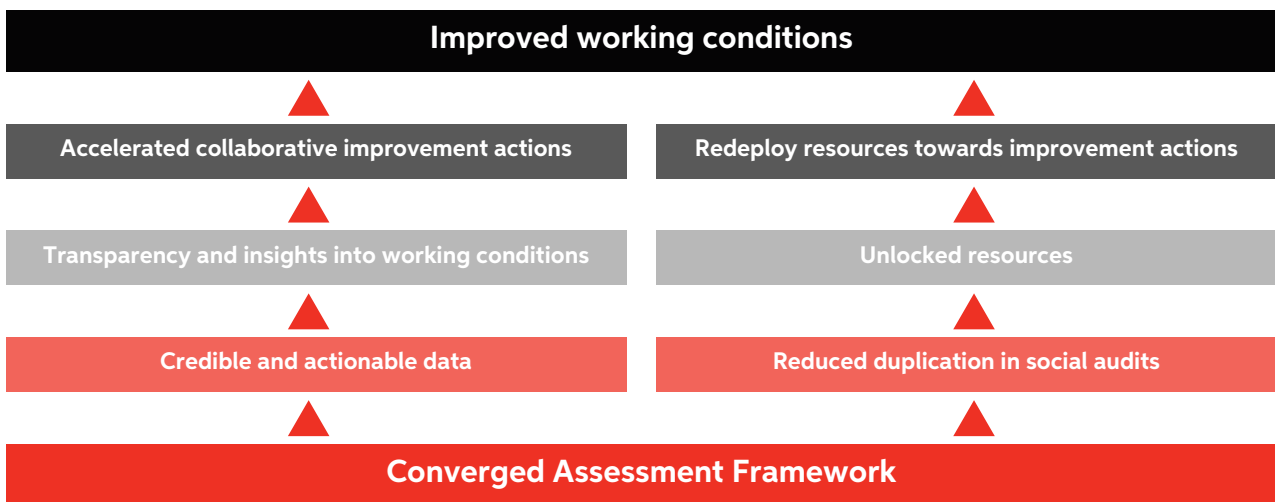 Improved working conditions
Accelerated collaborative improvement actions
Redeploy resources towards improvement actions
Transparency and insights into working conditions
Unlocked resources
Credible and actionable data
Reduced duplication in social audits
Converged Assessment Framework